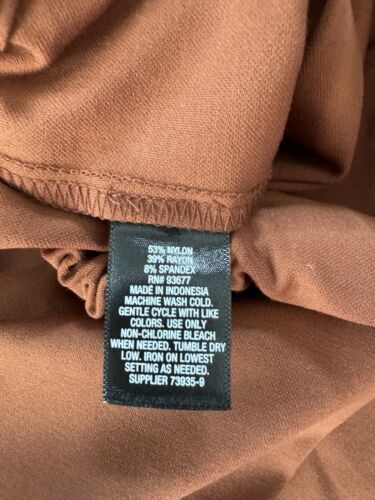 53% NYLON
39% RAYON
8% SPANDEX
RN# 93677
MADE IN INDONESIA
MACHINE WASH COLD.
GENTLE CYCLE WITH LIKE
COLORS. USE ONLY
NON-CHLORINE BLEACH
WHEN NEEDED. TUMBLE DRY
LOW. IRON ON LOWEST
SETTING AS NEEDED.
SUPPLIER 73935-9